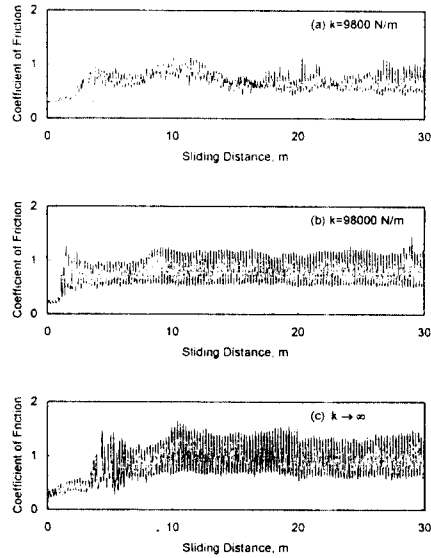 2
(a) k=9800 N/m
Coefficient of Friction
1
0
0
10
20
30
Sliding Distance, m
2
(b) k=98000 N/m
Coefficient of Friction
1
0
0
10
20
30
Sliding Distance, m
2
(c) k → ∞
Coefficient of Friction
1
0
0
10
20
30
Sliding Distance, m